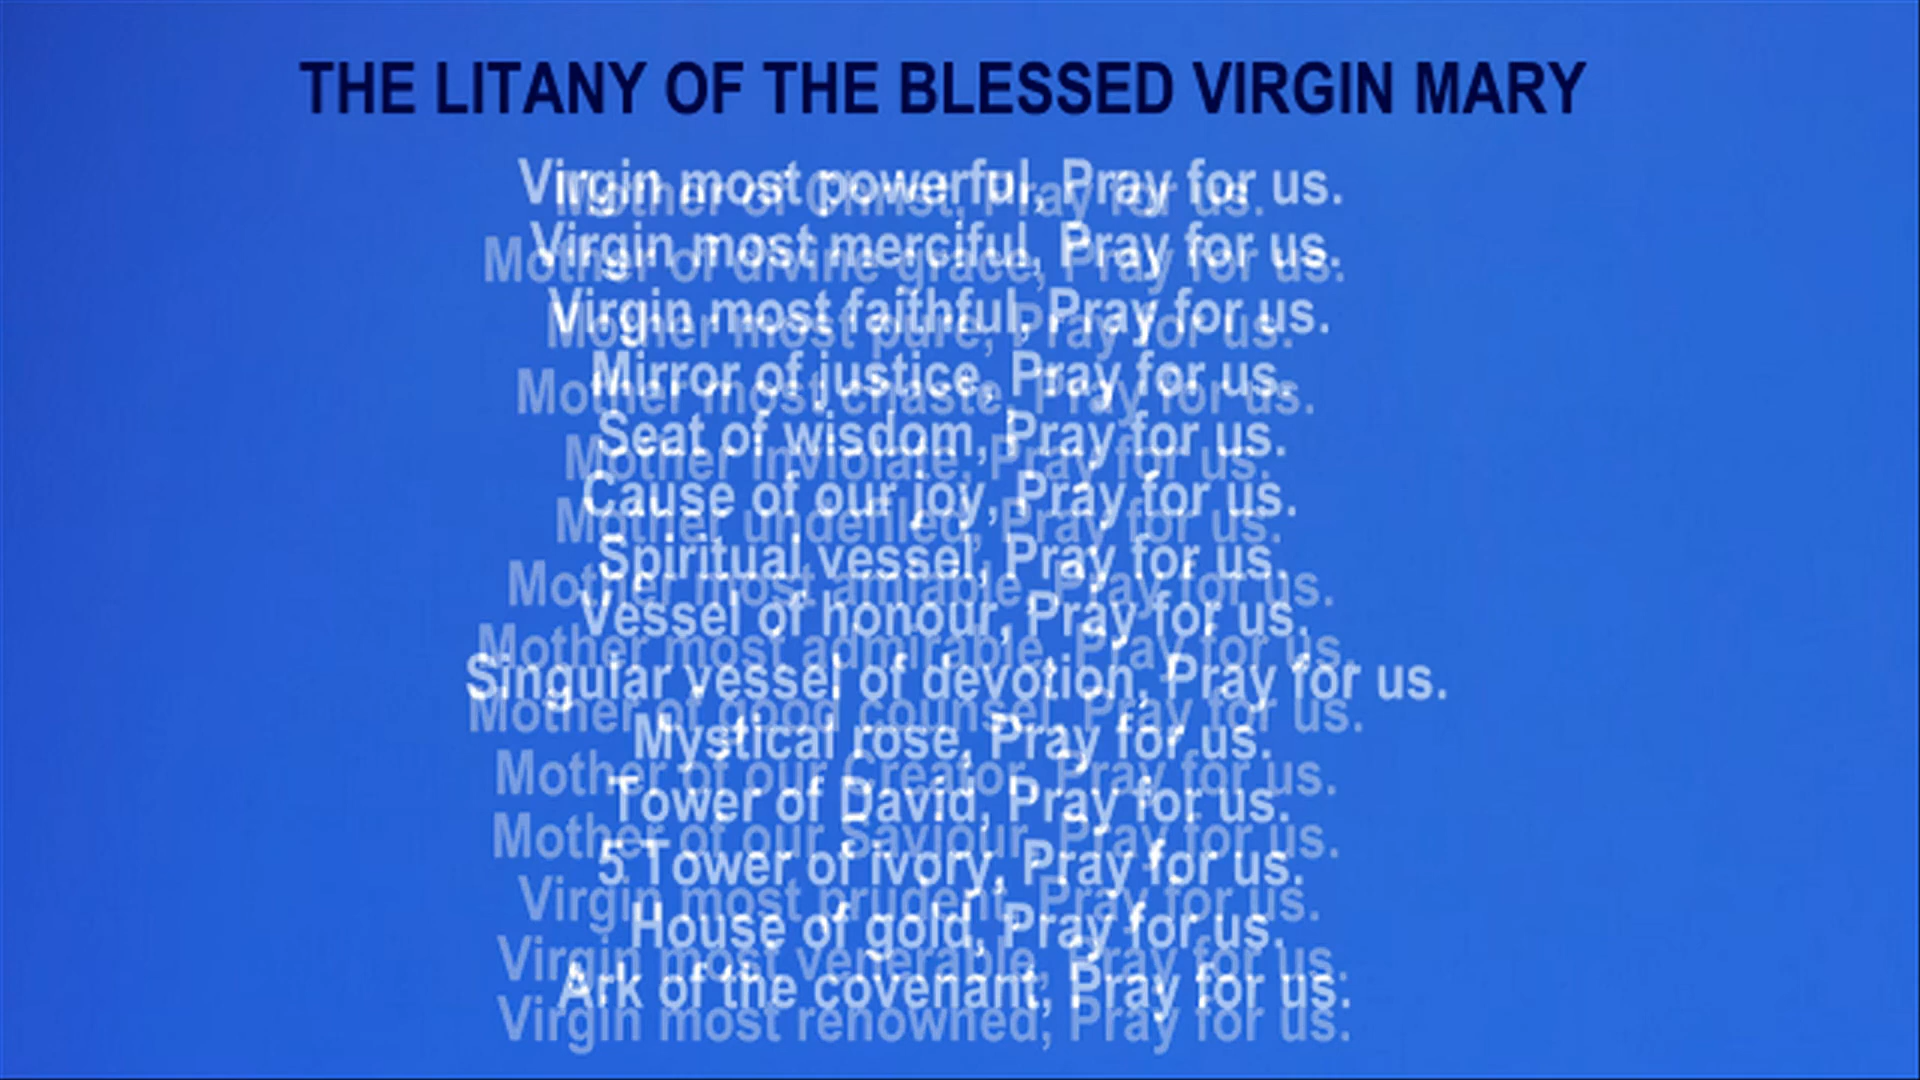 THE LITANY OF THE BLESSED VIRGIN MARY
Virgin most powerful, Pray for us.
Mother of Christ, Pray for us.
Virgin most merciful, Pray for us.
Mother of divine grace, Pray for us.
Virgin most faithful, Pray for us.
Mother most pure, Pray for us.
Mirror of justice, Pray for us.
Mother most chaste, Pray for us.
Seat of wisdom, Pray for us.
Mother inviolate, Pray for us.
Cause of our joy, Pray for us.
Mother undefiled, Pray for us.
Spiritual vessel, Pray for us.
Mother most amiable, Pray for us.
Vessel of honour, Pray for us.
Mother most admirable, Pray for us.
Singular vessel of devotion, Pray for us.
Mother of good counsel, Pray for us.
Mystical rose, Pray for us.
Mother of our Creator, Pray for us.
Tower of David, Pray for us.
Mother of our Saviour, Pray for us.
5 Tower of ivory, Pray for us.
Virgin most prudent, Pray for us.
House of gold, Pray for us.
Virgin most venerable, Pray for us.
Ark of the covenant, Pray for us.
Virgin most renowned, Pray for us.